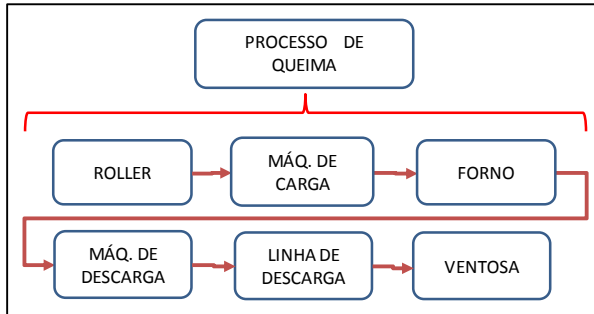 PROCESSO DE
QUEIMA
ROLLER
MÁQ. DE
CARGA
FORNO
MÁQ. DE
DESCARGA
LINHA DE
DESCARGA
VENTOSA